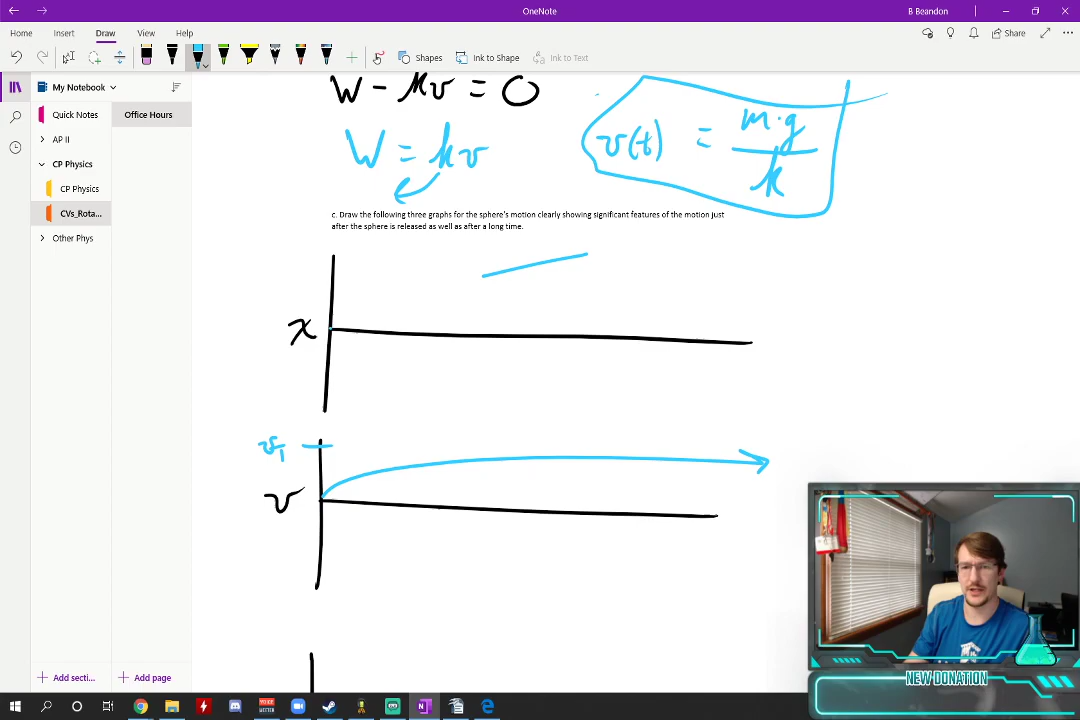 OneNote
B Beandon
Home
Insert
Draw
View
Help
Share
Shapes
Ink to Shape
Ink to Text
My Notebook
Quick Notes
AP II
CP Physics
CP Physics
CVs_Rota...
Other Phys
Office Hours
W - kv = 0
W = kv
v(t) = m·g / k
c. Draw the following three graphs for the sphere's motion clearly showing significant features of the motion just
after the sphere is released as well as after a long time.
x
v
NEW DONATION
Add secti...
Add page